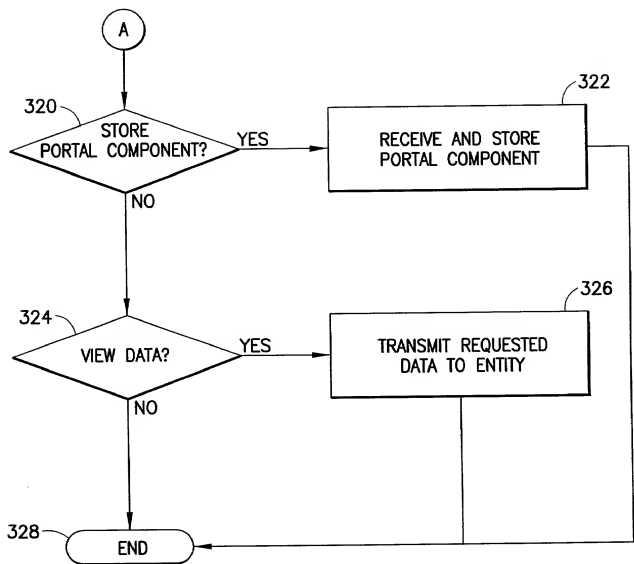 A
320
STORE
PORTAL COMPONENT?
YES
322
RECEIVE AND STORE
PORTAL COMPONENT
NO
324
VIEW DATA?
YES
326
TRANSMIT REQUESTED
DATA TO ENTITY
NO
328
END